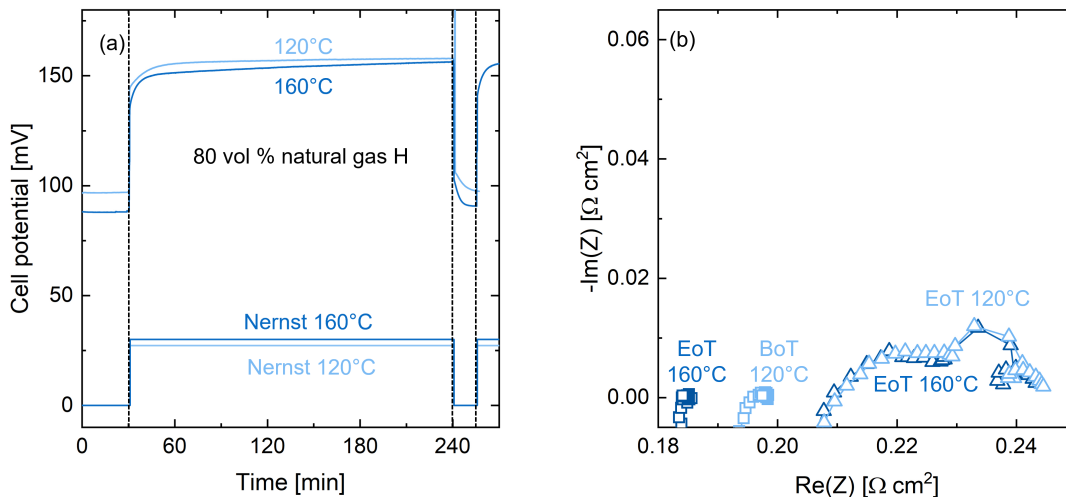 (a)
120°C
160°C
80 vol % natural gas H
Nernst 160°C
Nernst 120°C
Cell potential [mV]
150
100
50
0
0
60
120
180
240
Time [min]
(b)
EoT 120°C
EoT
160°C
BoT
120°C
EoT 160°C
-Im(Z) [Ω cm²]
0.06
0.04
0.02
0.00
0.18
0.20
0.22
0.24
Re(Z) [Ω cm²]